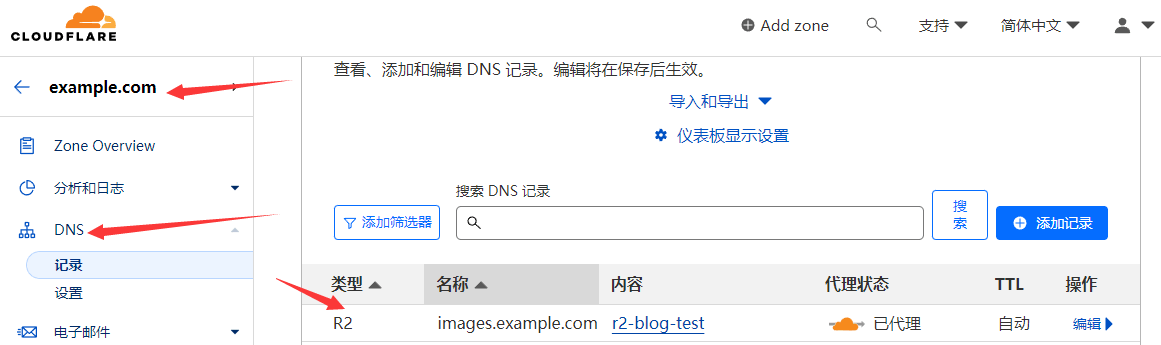 CLOUDFLARE
Add zone
支持
简体中文
example.com
查看、添加和编辑 DNS 记录。编辑将在保存后生效。
导入和导出
仪表板显示设置
Zone Overview
分析和日志
DNS
记录
设置
电子邮件
搜索 DNS 记录
添加筛选器
搜
索
添加记录
类型 名称 内容 代理状态 TTL 操作
R2 images.example.com r2-blog-test 已代理 自动 编辑